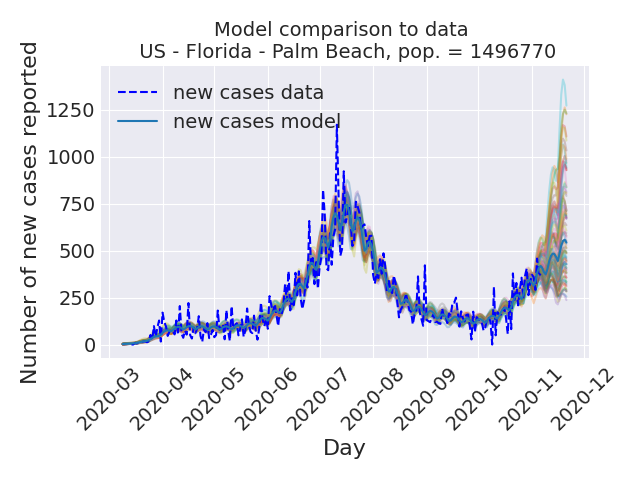 Model comparison to data
US - Florida - Palm Beach, pop. = 1496770
Number of new cases reported
new cases data
new cases model
1250
1000
750
500
250
0
2020-03
2020-04
2020-05
2020-06
2020-07
2020-08
2020-09
2020-10
2020-11
2020-12
Day